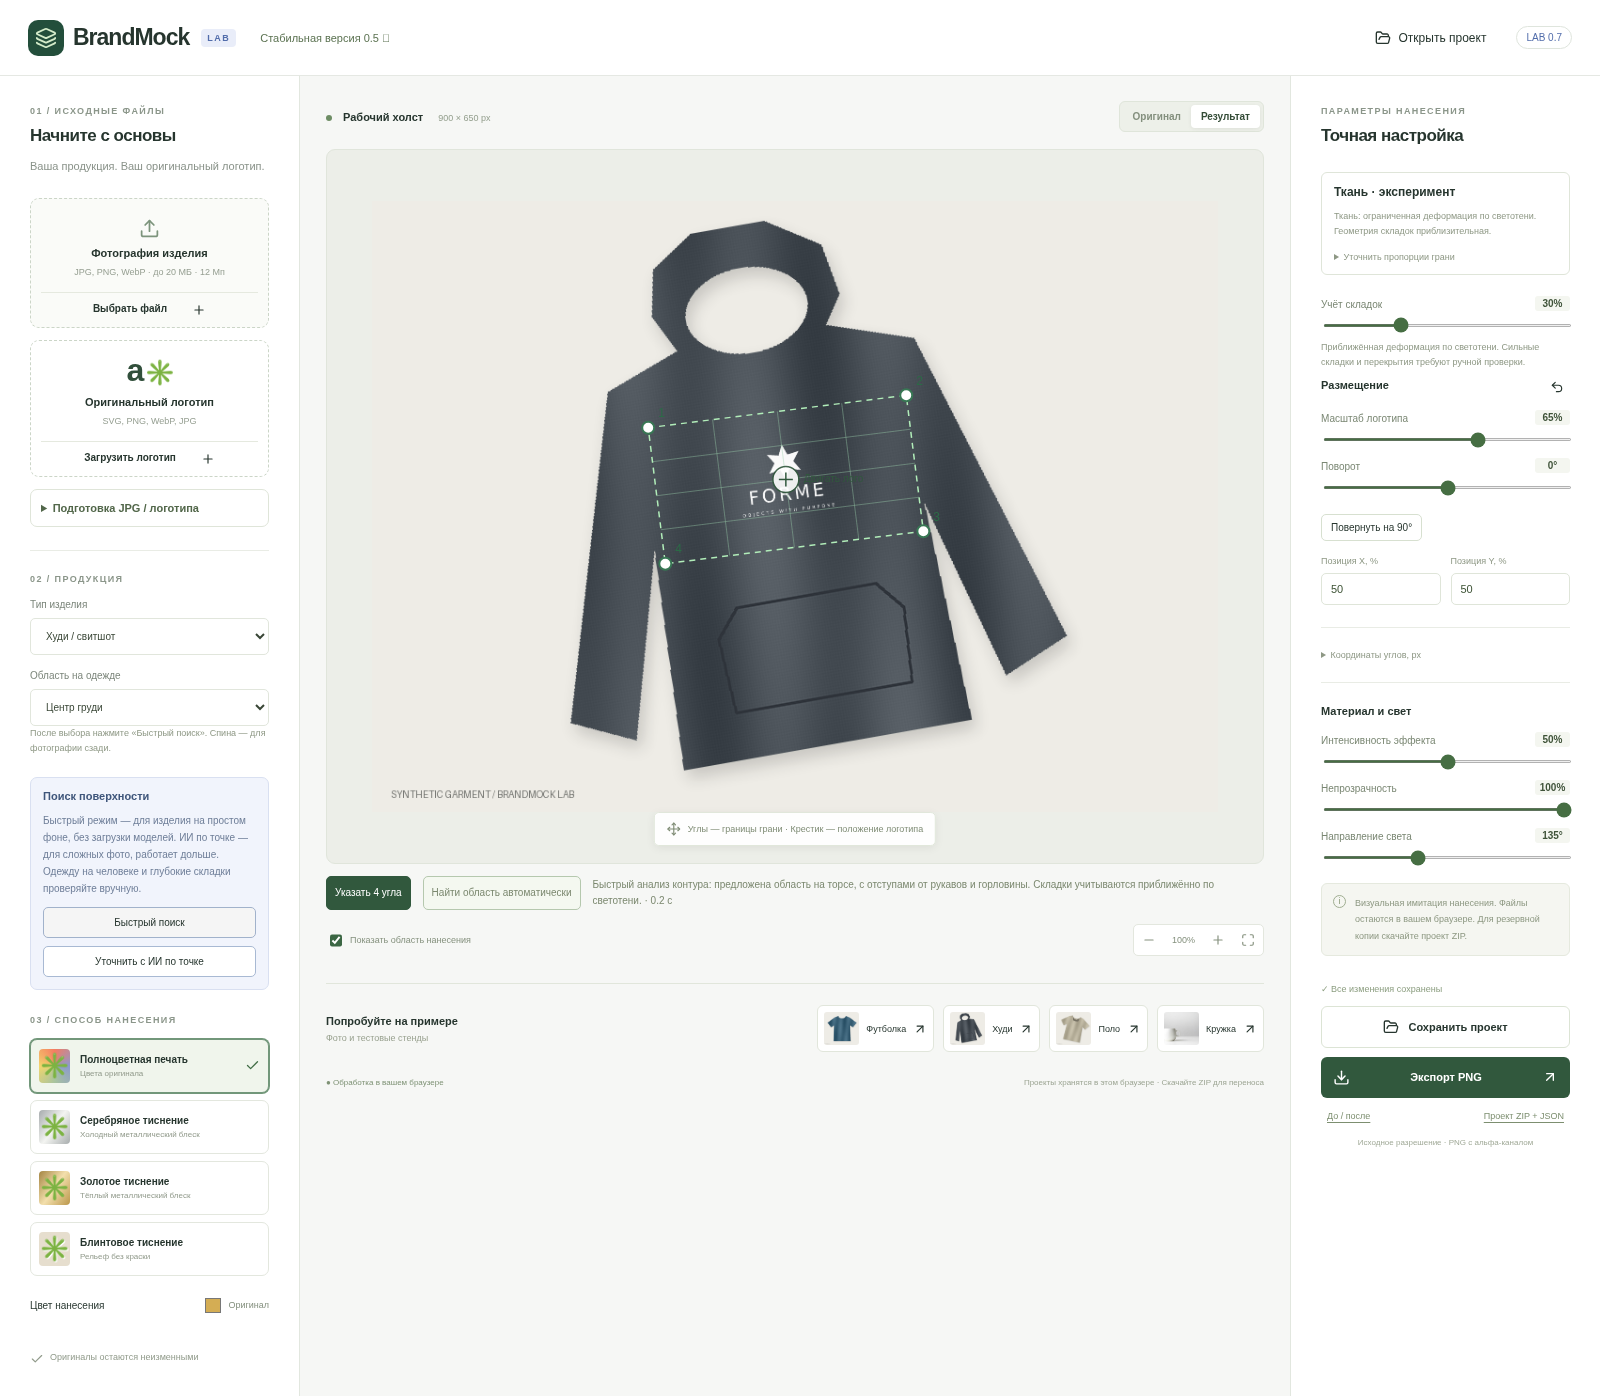 BrandMock LAB Стабильная версия 0.5
Открыть проект LAB 0.7
01 / ИСХОДНЫЕ ФАЙЛЫ
Начните с основы
Ваша продукция. Ваш оригинальный логотип.
Фотография изделия
JPG, PNG, WebP · до 20 МБ · 12 Мп
Выбрать файл
a
Оригинальный логотип
SVG, PNG, WebP, JPG
Загрузить логотип
Подготовка JPG / логотипа
02 / ПРОДУКЦИЯ
Тип изделия
Худи / свитшот
Область на одежде
Центр груди
После выбора нажмите «Быстрый поиск». Спина — для
фотографии сзади.
Поиск поверхности
Быстрый режим — для изделия на простом
фоне, без загрузки моделей. ИИ по точке —
для сложных фото, работает дольше.
Одежду на человеке и глубокие складки
проверяйте вручную.
Быстрый поиск
Уточнить с ИИ по точке
03 / СПОСОБ НАНЕСЕНИЯ
Полноцветная печать
Цвета оригинала
Серебряное тиснение
Холодный металлический блеск
Золотое тиснение
Тёплый металлический блеск
Блинтовое тиснение
Рельеф без краски
Цвет нанесения Оригинал
Оригиналы остаются неизменными
Рабочий холст 900 × 650 px
Оригинал Результат
3
4
FORME
OBJECTS WITH PURPOSE
SYNTHETIC GARMENT / BRANDMOCK LAB
Углы — границы грани · Крестик — положение логотипа
Указать 4 угла
Найти область автоматически
Быстрый анализ контура: предложена область на торсе, с отступами от рукавов и горловины. Складки учитываются приближённо по
светотени. · 0.2 с
Показать область нанесения
100%
Попробуйте на примере
Фото и тестовые стенды
Футболка
Худи
Поло
Кружка
● Обработка в вашем браузере
Проекты хранятся в этом браузере · Скачайте ZIP для переноса
ПАРАМЕТРЫ НАНЕСЕНИЯ
Точная настройка
Ткань · эксперимент
Ткань: ограниченная деформация по светотени.
Геометрия складок приблизительная.
Уточнить пропорции грани
Учёт складок 30%
Приближённая деформация по светотени. Сильные
складки и перекрытия требуют ручной проверки.
Размещение
Масштаб логотипа 65%
Поворот 0°
Повернуть на 90°
Позиция X, % Позиция Y, %
50 50
Координаты углов, px
Материал и свет
Интенсивность эффекта 50%
Непрозрачность 100%
Направление света 135°
Визуальная имитация нанесения. Файлы
остаются в вашем браузере. Для резервной
копии скачайте проект ZIP.
✓ Все изменения сохранены
Сохранить проект
Экспорт PNG
До / после Проект ZIP + JSON
Исходное разрешение · PNG с альфа-каналом